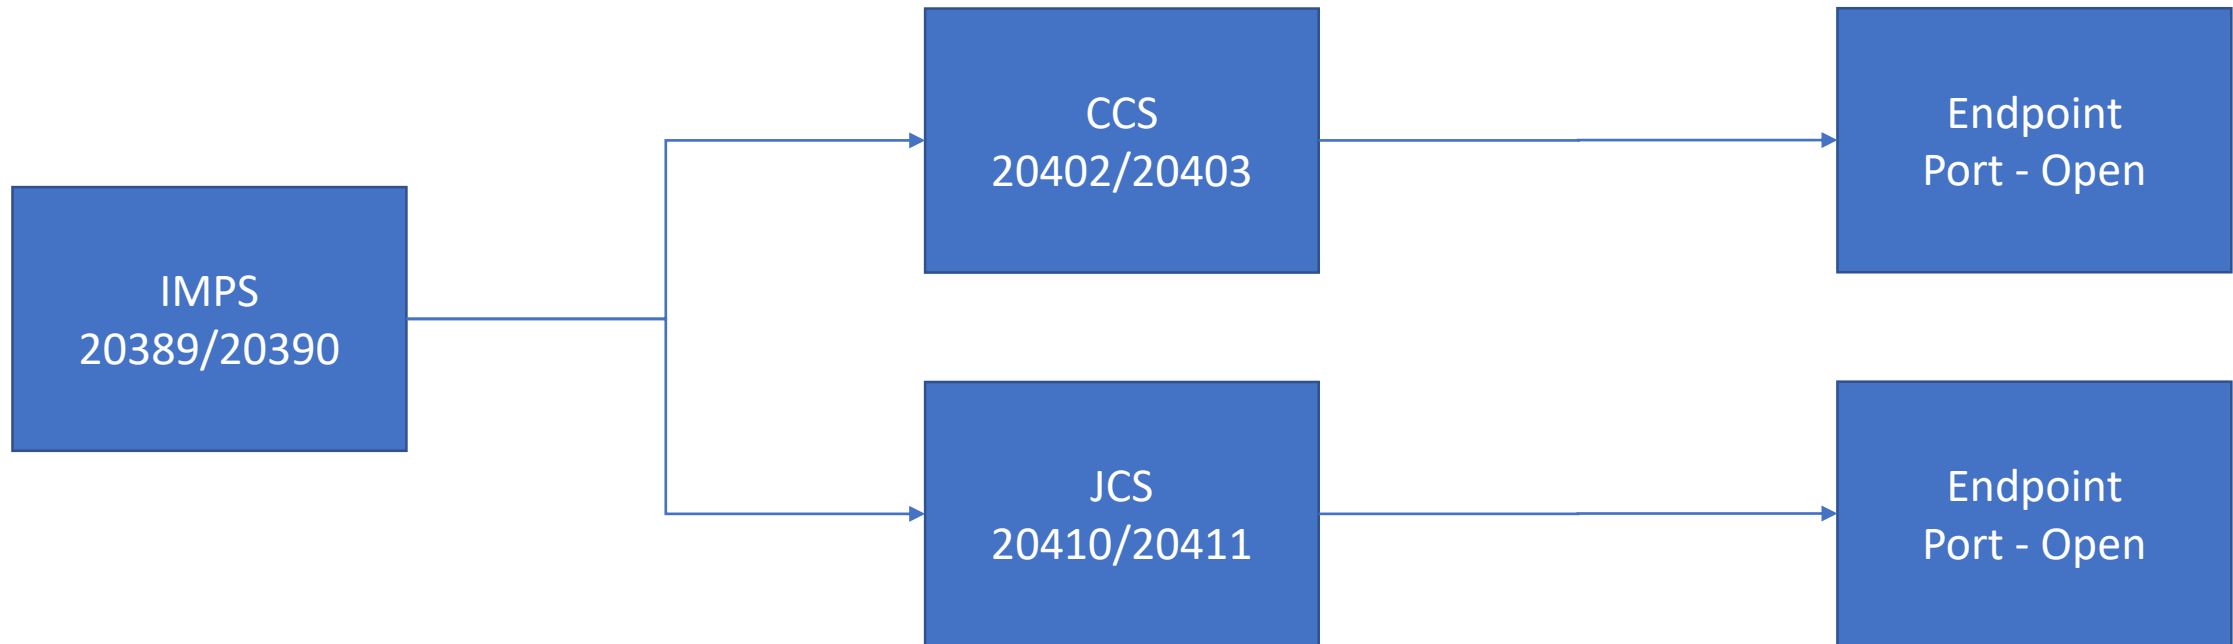 IMPS
20389/20390
CCS
20402/20403
Endpoint
Port - Open
JCS
20410/20411
Endpoint
Port - Open